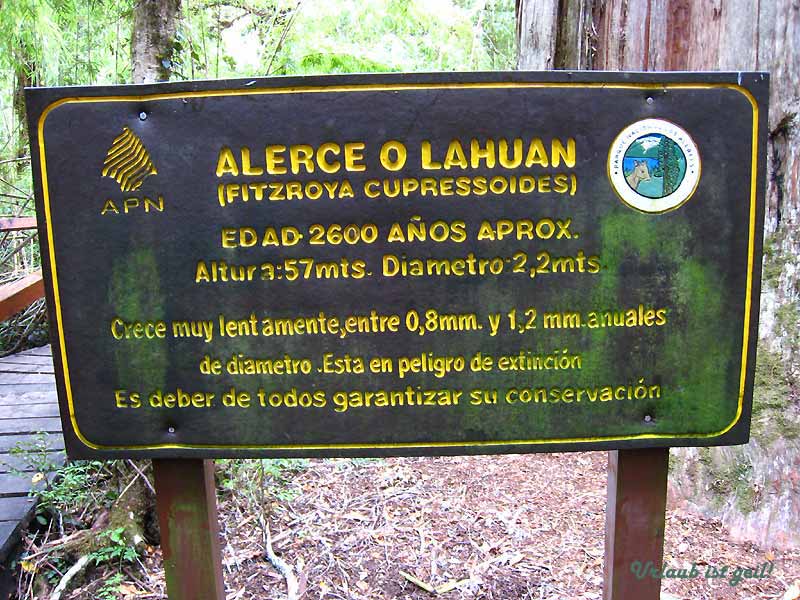 APN
ALERCE O LAHUAN
(FITZROYA CUPRESSOIDES)
EDAD 2600 AÑOS APROX.
Altura:57mts. Diametro:2,2mts.
Crece muy lentamente,entre 0,8mm. y 1,2 mm.anuales
de diametro .Esta en peligro de extinción
Es deber de todos garantizar su conservación
Urlaub ist geil!